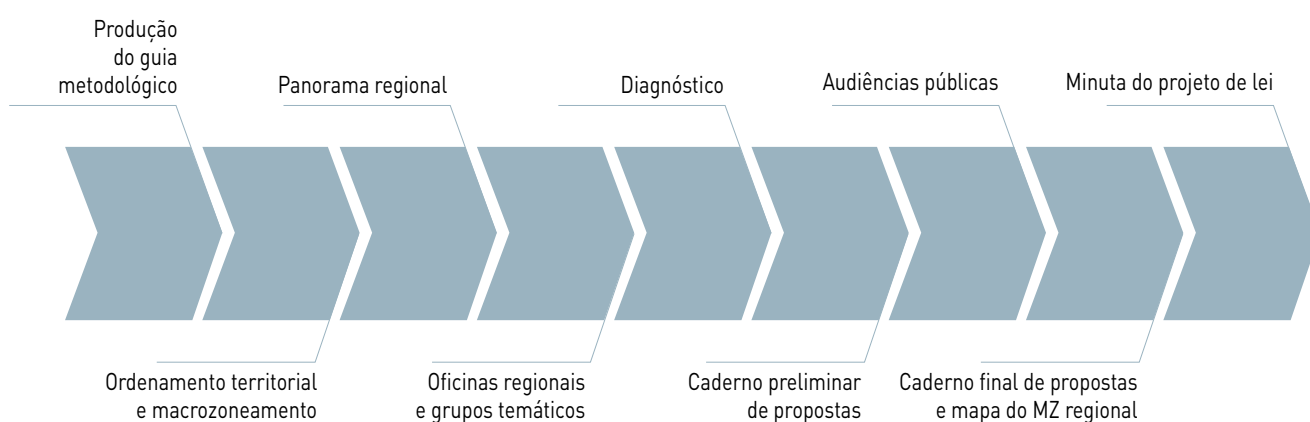 Produção
do guia
metodológico
Panorama regional
Diagnóstico
Audiências públicas
Minuta do projeto de lei
Ordenamento territorial
e macrozoneamento
Oficinas regionais
e grupos temáticos
Caderno preliminar
de propostas
Caderno final de propostas
e mapa do MZ regional